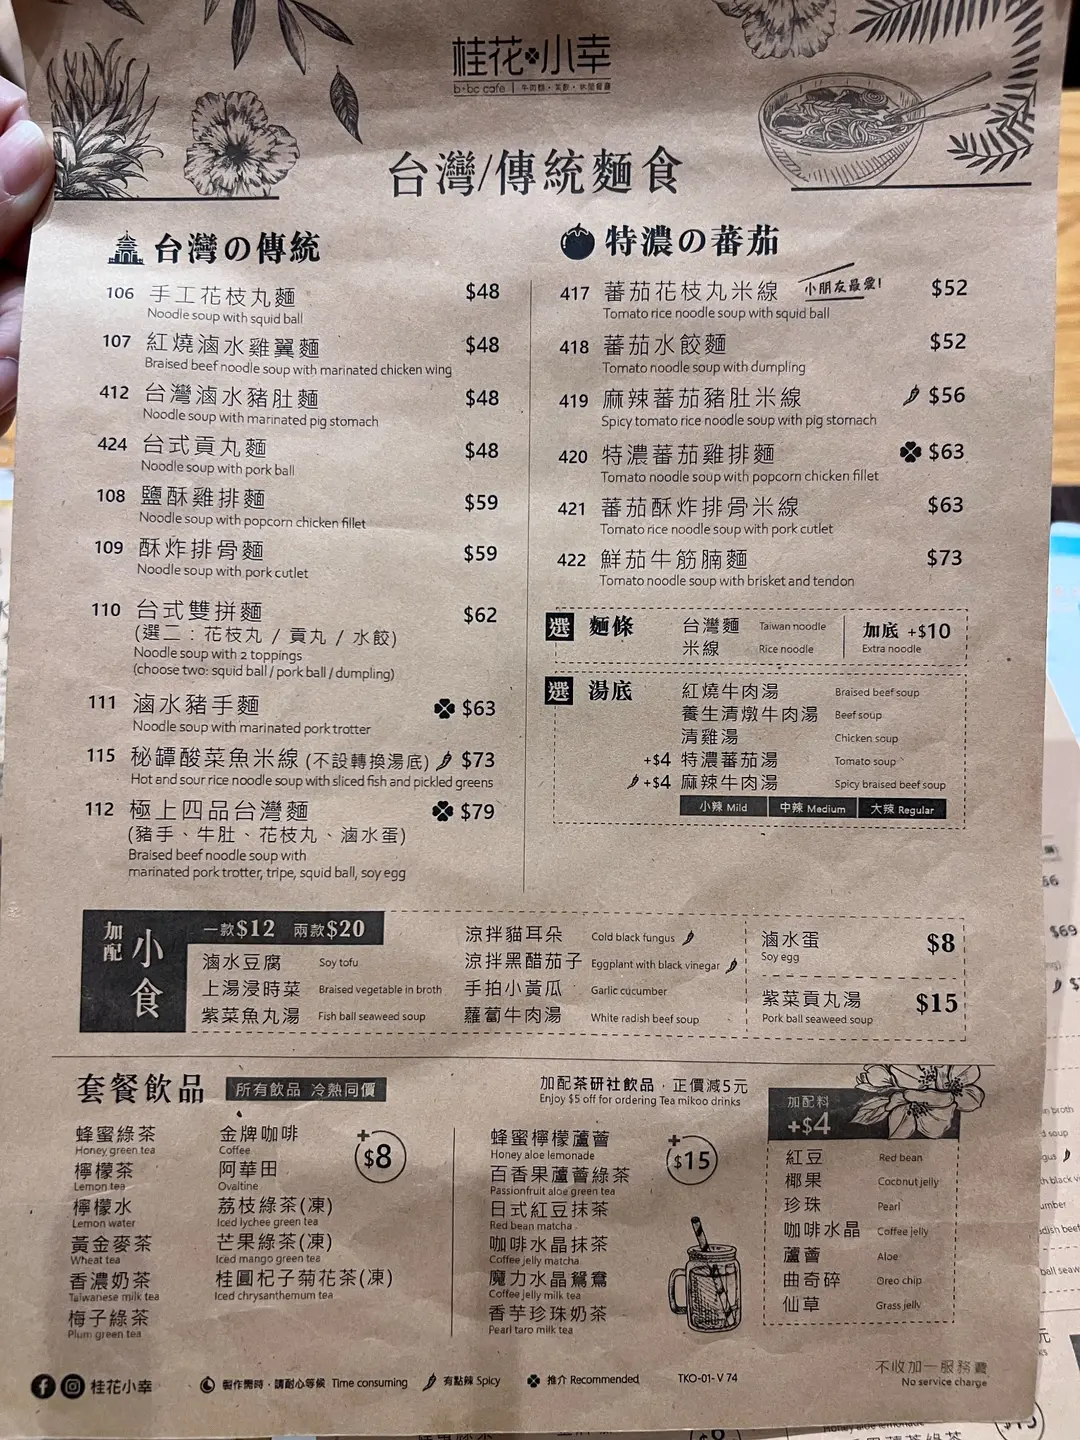 桂花小幸
b+bc cafe | 牛肉麵・茶飲・休閒餐廳
台灣/傳統麵食
台灣の傳統
106 手工花枝丸麵 $48
Noodle soup with squid ball
107 紅燒滷水雞翼麵 $48
Braised beef noodle soup with marinated chicken wing
412 台灣滷水豬肚麵 $48
Noodle soup with marinated pig stomach
424 台式貢丸麵 $48
Noodle soup with pork ball
108 鹽酥雞排麵 $59
Noodle soup with popcorn chicken fillet
109 酥炸排骨麵 $59
Noodle soup with pork cutlet
110 台式雙拼麵 $62
(選二：花枝丸 / 貢丸 / 水餃)
Noodle soup with 2 toppings
(choose two: squid ball / pork ball / dumpling)
111 滷水豬手麵 $63
Noodle soup with marinated pork trotter
115 秘罈酸菜魚米線 (不設轉換湯底) $73
Hot and sour rice noodle soup with sliced fish and pickled greens
112 極上四品台灣麵 $79
(豬手、牛肚、花枝丸、滷水蛋)
Braised beef noodle soup with
marinated pork trotter, tripe, squid ball, soy egg
特濃の蕃茄
417 蕃茄花枝丸米線 小朋友最愛! $52
Tomato rice noodle soup with squid ball
418 蕃茄水餃麵 $52
Tomato noodle soup with dumpling
419 麻辣蕃茄豬肚米線 $56
Spicy tomato rice noodle soup with pig stomach
420 特濃蕃茄雞排麵 $63
Tomato noodle soup with popcorn chicken fillet
421 蕃茄酥炸排骨米線 $63
Tomato rice noodle soup with pork cutlet
422 鮮茄牛筋腩麵 $73
Tomato noodle soup with brisket and tendon
選 麵條
台灣麵 Taiwan noodle
米線 Rice noodle
加底 +$10
Extra noodle
選 湯底
紅燒牛肉湯 Braised beef soup
養生清燉牛肉湯 Beef soup
清雞湯 Chicken soup
+$4 特濃蕃茄湯 Tomato soup
+$4 麻辣牛肉湯 Spicy braised beef soup
小辣 Mild 中辣 Medium 大辣 Regular
加配 小食
一款$12 兩款$20
滷水豆腐 Soy tofu
上湯浸時菜 Braised vegetable in broth
紫菜魚丸湯 Fish ball seaweed soup
涼拌貓耳朵 Cold black fungus
涼拌黑醋茄子 Eggplant with black vinegar
手拍小黃瓜 Garlic cucumber
蘿蔔牛肉湯 White radish beef soup
滷水蛋 $8
Soy egg
紫菜貢丸湯 $15
Pork ball seaweed soup
套餐飲品 所有飲品 冷熱同價
加配茶研社飲品，正價減5元
Enjoy $5 off for ordering Tea mikoo drinks
蜂蜜綠茶
Honey green tea
檸檬茶
Lemon tea
檸檬水
Lemon water
黃金麥茶
Wheat tea
香濃奶茶
Taiwanese milk tea
梅子綠茶
Plum green tea
金牌咖啡
Coffee
阿華田
Ovaltine
荔枝綠茶(凍)
Iced lychee green tea
芒果綠茶(凍)
Iced mango green tea
桂圓杞子菊花茶(凍)
Iced chrysanthemum tea
+$8
蜂蜜檸檬蘆薈
Honey aloe lemonade
百香果蘆薈綠茶
Passionfruit aloe green tea
日式紅豆抹茶
Red bean matcha
咖啡水晶抹茶
Coffee jelly matcha
魔力水晶鴛鴦
Coffee jelly milk tea
香芋珍珠奶茶
Pearl taro milk tea
+$15
加配料
+$4
紅豆 Red bean
椰果 Coconut jelly
珍珠 Pearl
咖啡水晶 Coffee jelly
蘆薈 Aloe
曲奇碎 Oreo chip
仙草 Grass jelly
桂花小幸
製作需時，請耐心等候 Time consuming
有點辣 Spicy
推介 Recommended
TKO-01-V 74
不收加一服務費
No service charge